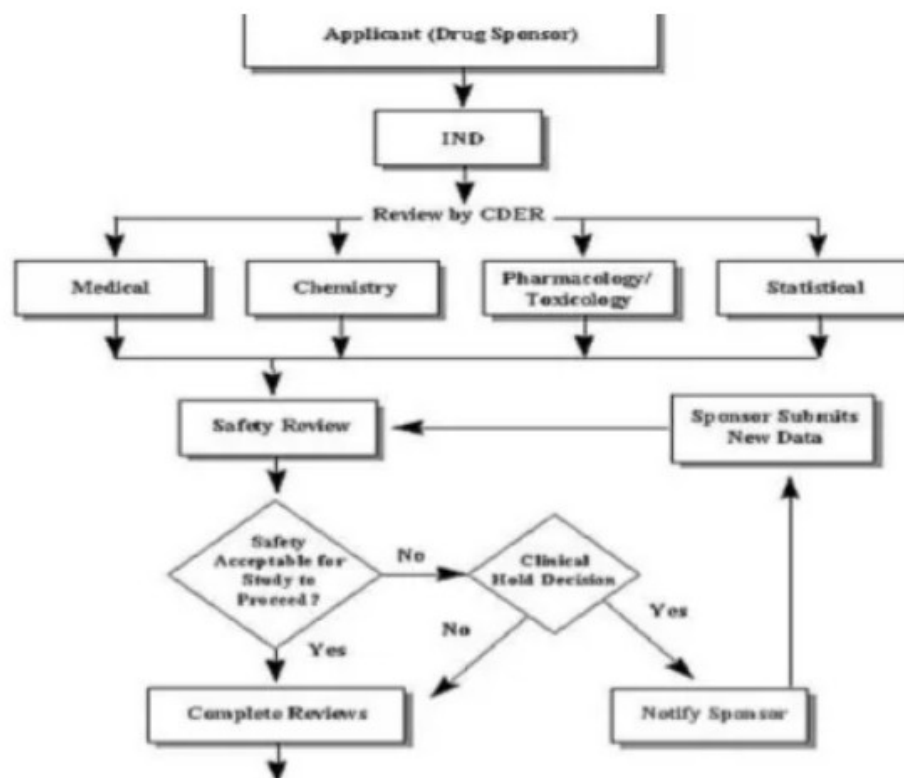 Applicant (Drug Sponsor)
IND
Review by CDER
Medical
Chemistry
Pharmacology/
Toxicology
Statistical
Safety Review
Sponsor Submits
New Data
Safety
Acceptable for
Study to
Proceed?
No
Clinical
Hold Decision
No
Yes
Yes
Complete Reviews
Notify Sponsor